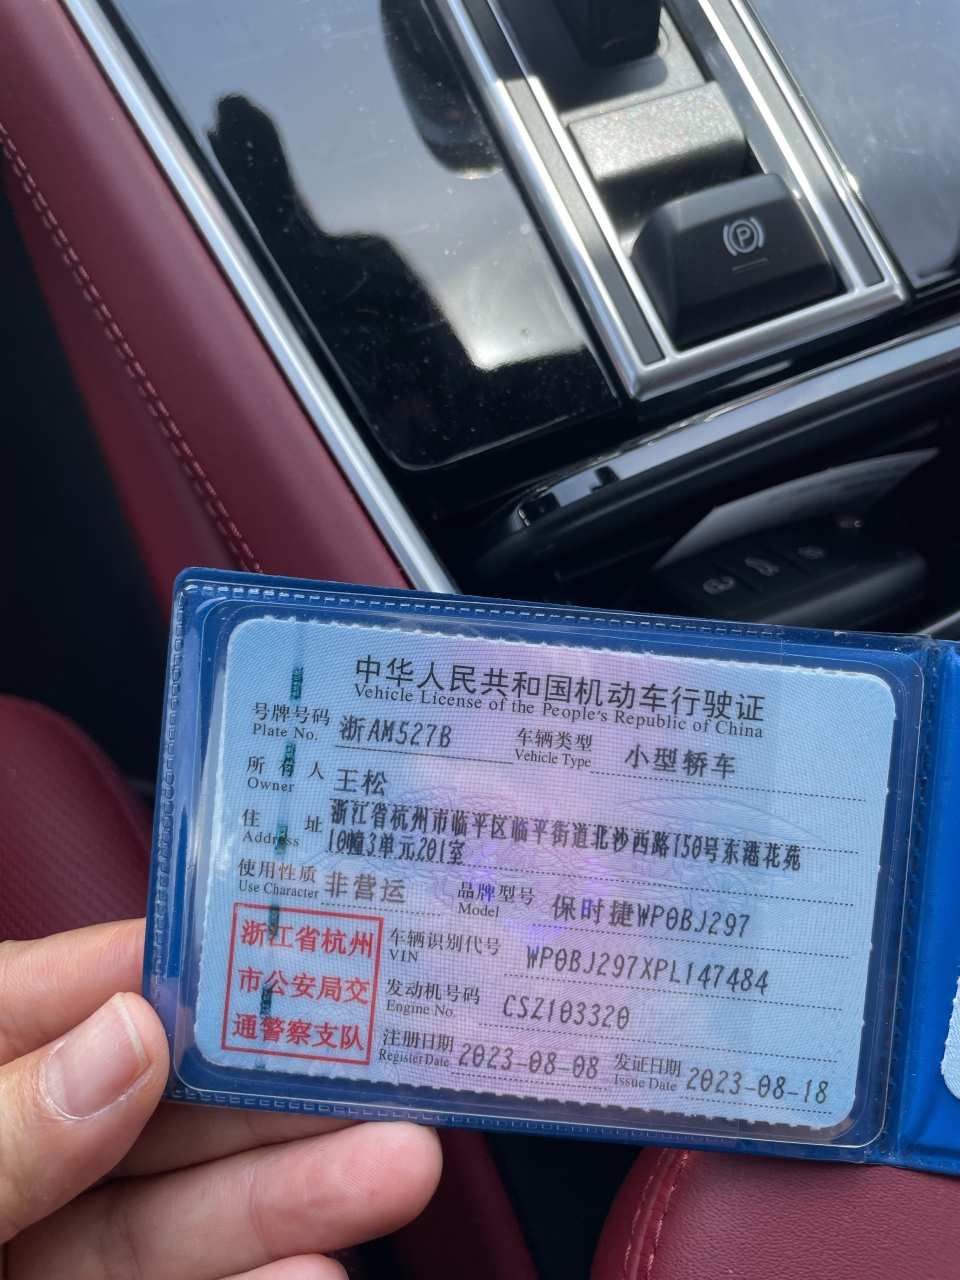 中华人民共和国机动车行驶证
Vehicle License of the People's Republic of China
号牌号码 浙AM527B 车辆类型 小型轿车
Plate No. Vehicle Type
所有人 王松
Owner
住址 浙江省杭州市临平区临平街道北沙西路150号东港花苑
Address 10幢3单元201室
使用性质 非营运 品牌型号 保时捷WP0BJ297
Use Character Model
浙江省杭州市公安局交通警察支队
车辆识别代号 WP0BJ297XPL147484
VIN
发动机号码 CSZ103320
Engine No.
注册日期 2023-08-08 发证日期 2023-08-18
Register Date Issue Date
P